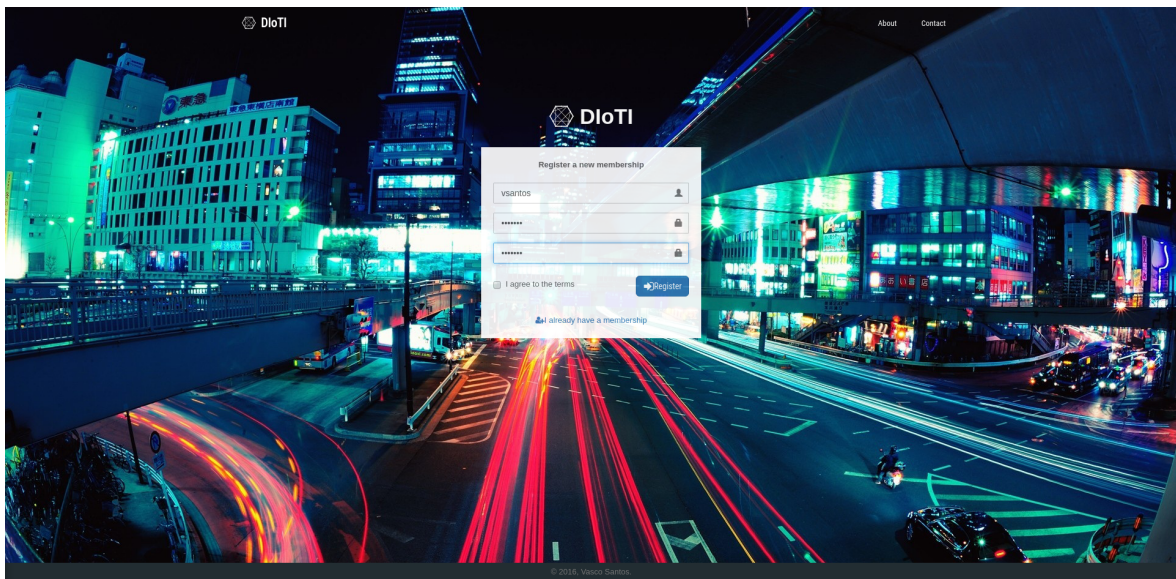 DIoTI
About Contact
DIoTI
Register a new membership
vsantos
•••••••
•••••••
I agree to the terms
Register
I already have a membership
© 2016, Vasco Santos.